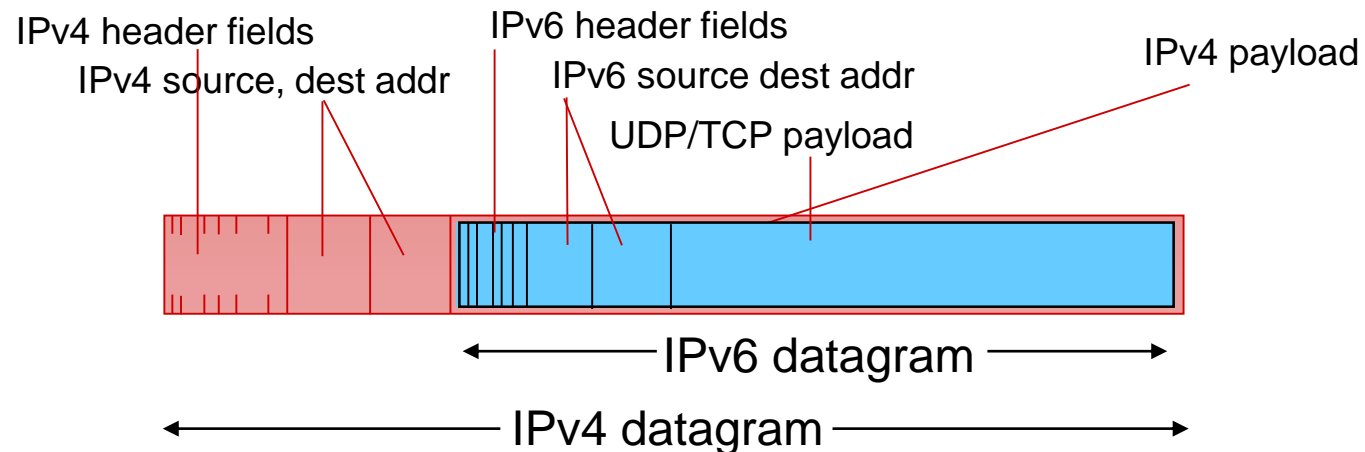 IPv4 header fields
IPv6 header fields
IPv4 payload
IPv4 source, dest addr
IPv6 source dest addr
UDP/TCP payload
IPv6 datagram
IPv4 datagram